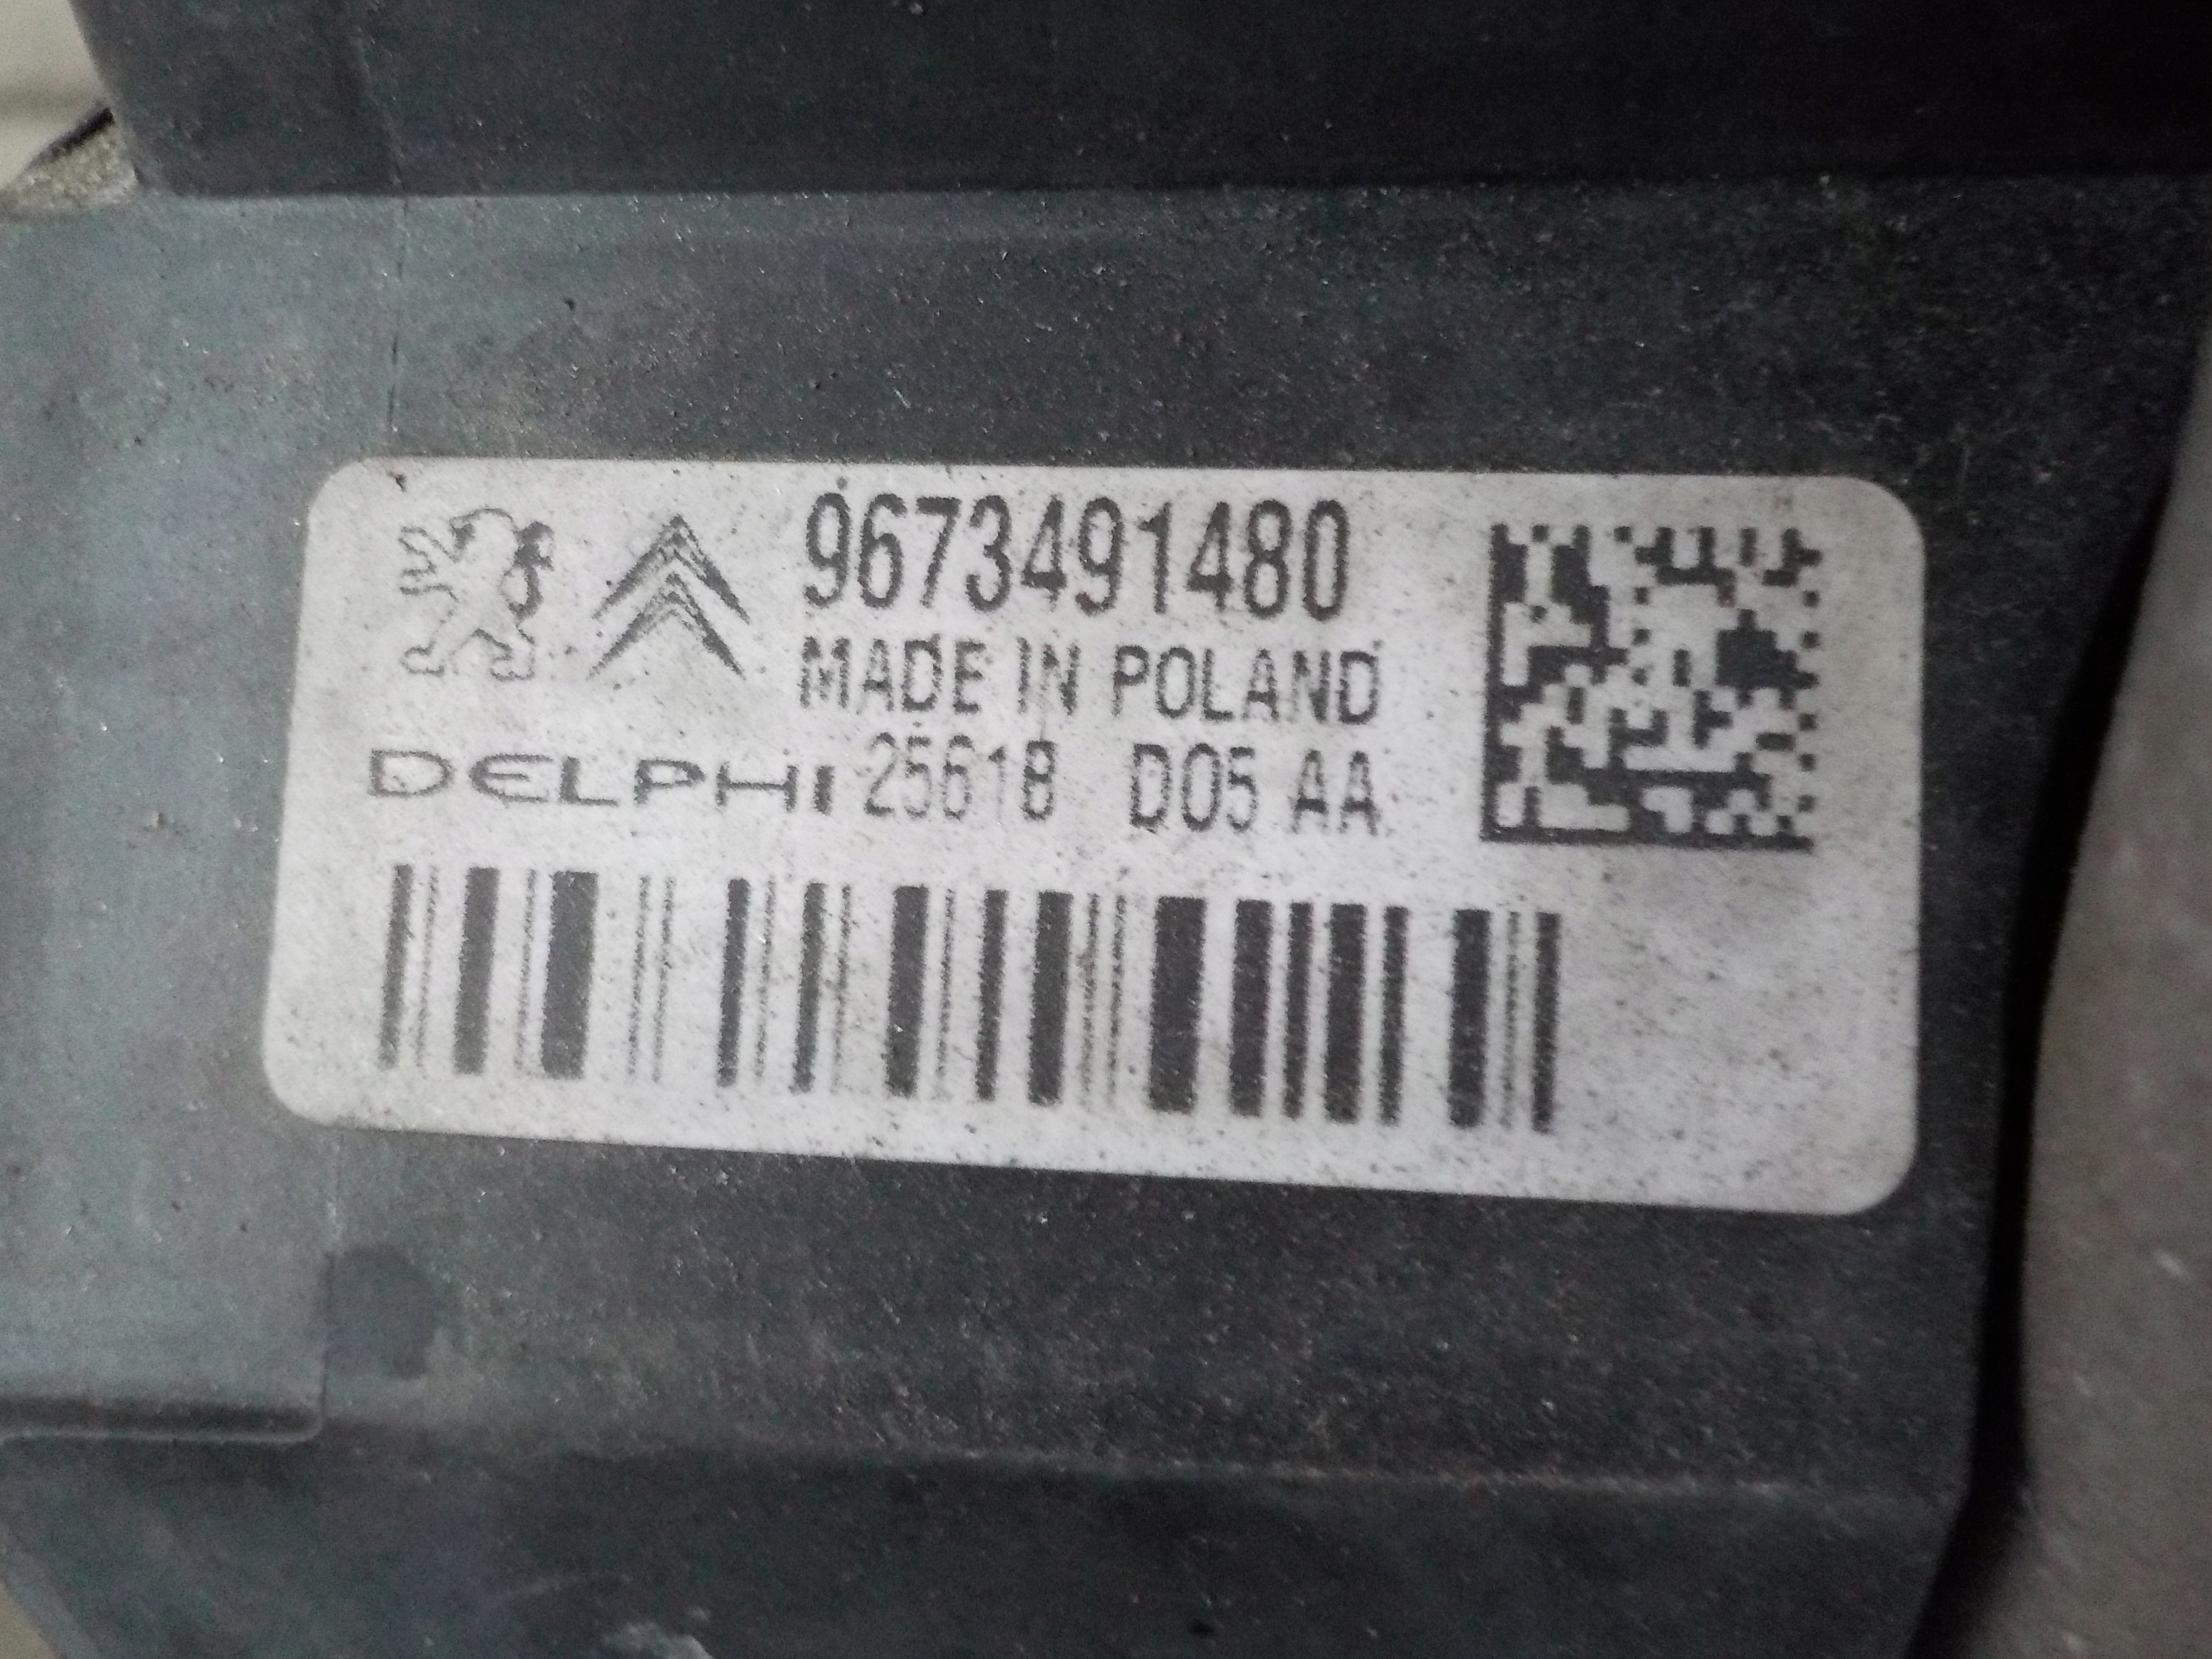 9673491480
MADE IN POLAND
DELPHI 25618 D05 AA